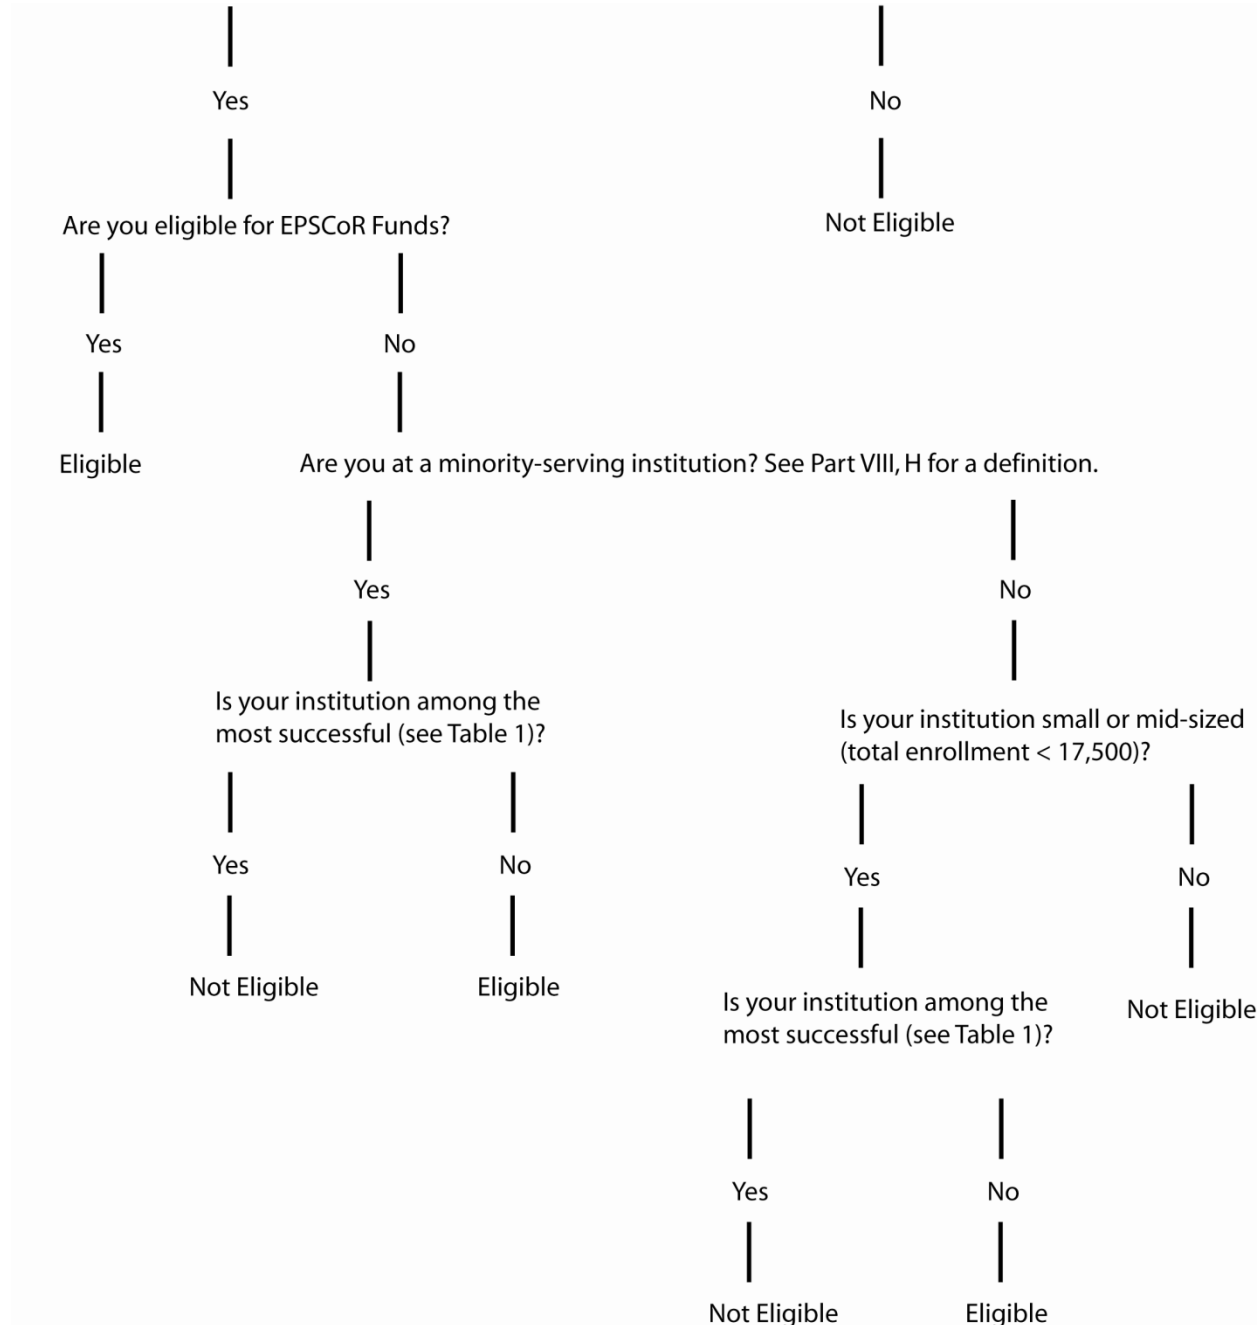 Yes
No
Are you eligible for EPSCoR Funds?
Not Eligible
Yes
No
Eligible
Are you at a minority-serving institution? See Part VIII, H for a definition.
Yes
No
Is your institution among the
most successful (see Table 1)?
Is your institution small or mid-sized
(total enrollment < 17,500)?
Yes
No
Yes
No
Not Eligible
Eligible
Is your institution among the
most successful (see Table 1)?
Not Eligible
Yes
No
Not Eligible
Eligible